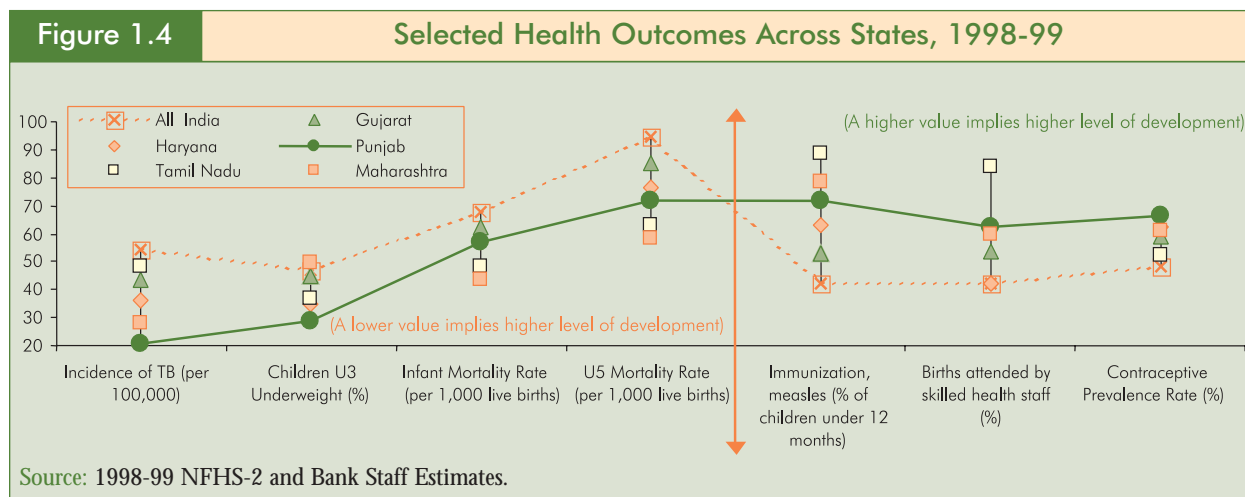 Figure 1.4
Selected Health Outcomes Across States, 1998-99
All India
Gujarat
Haryana
Punjab
Tamil Nadu
Maharashtra
(A higher value implies higher level of development)
100
90
80
70
60
50
40
30
20
(A lower value implies higher level of development)
Incidence of TB (per
100,000)
Children U3
Underweight (%)
Infant Mortality Rate
(per 1,000 live births)
U5 Mortality Rate
(per 1,000 live births)
Immunization,
measles (% of
children under 12
months)
Births attended by
skilled health staff
(%)
Contraceptive
Prevalence Rate (%)
Source: 1998-99 NFHS-2 and Bank Staff Estimates.